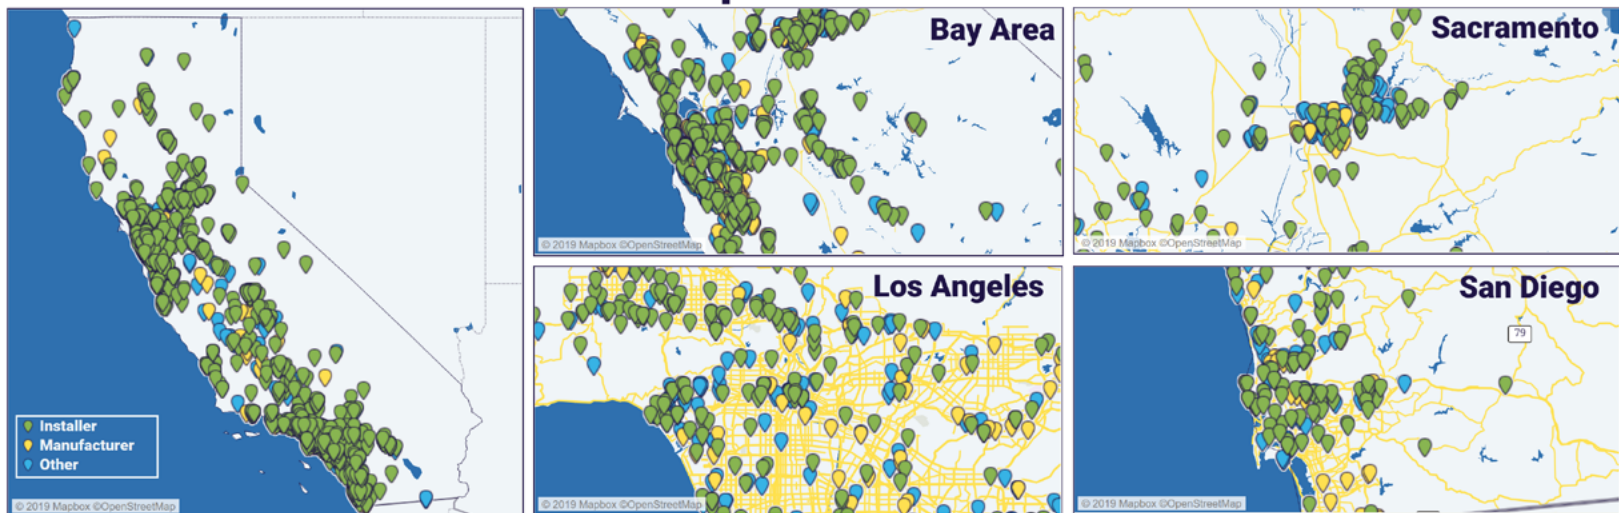 Bay Area
Sacramento
Installer
Manufacturer
Other
© 2019 Mapbox ©OpenStreetMap
© 2019 Mapbox ©OpenStreetMap
© 2019 Mapbox ©OpenStreetMap
Los Angeles
San Diego
79
© 2019 Mapbox ©OpenStreetMap
© 2019 Mapbox ©OpenStreetMap